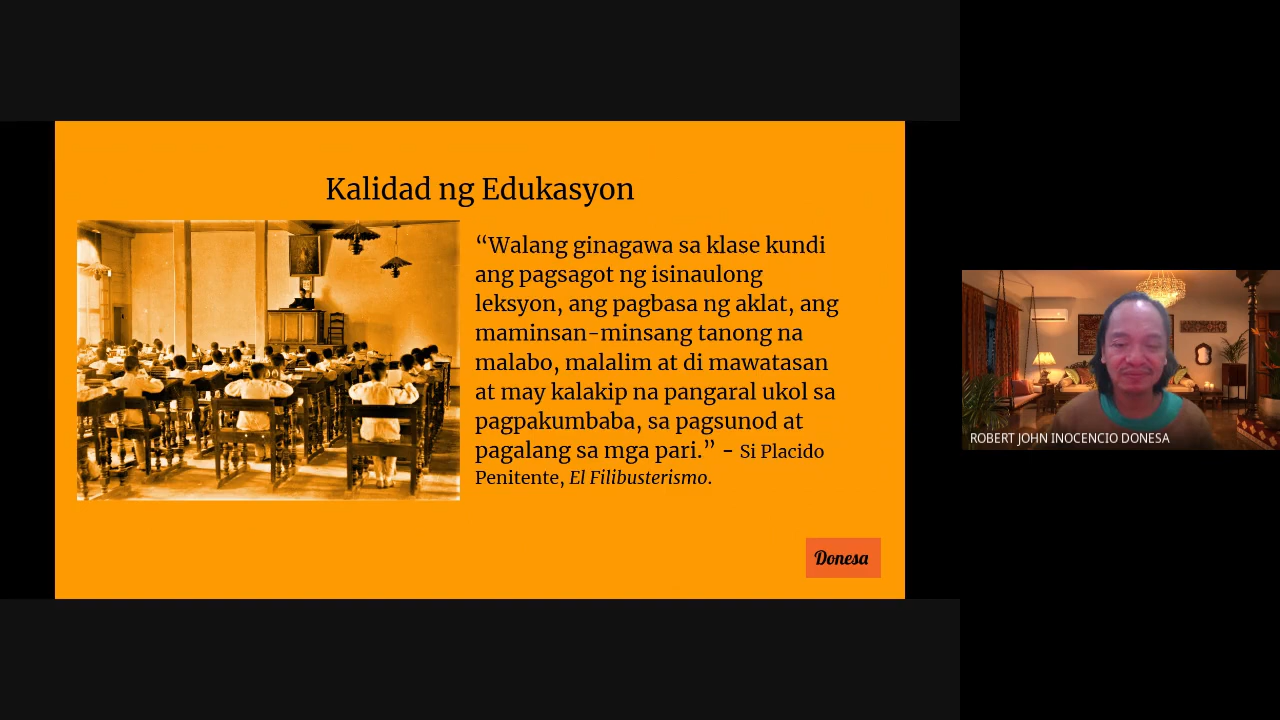 Kalidad ng Edukasyon
“Walang ginagawa sa klase kundi
ang pagsagot ng isinaulong
leksyon, ang pagbasa ng aklat, ang
maminsan-minsang tanong na
malabo, malalim at di mawatasan
at may kalakip na pangaral ukol sa
pagpakumbaba, sa pagsunod at
pagalang sa mga pari.” - Si Placido
Penitente, El Filibusterismo.
Donesa
ROBERT JOHN INOCENCIO DONESA